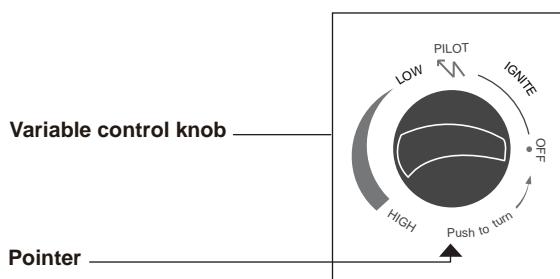 PILOT
LOW
IGNITE
Variable control knob
OFF
HIGH
Push to turn
Pointer